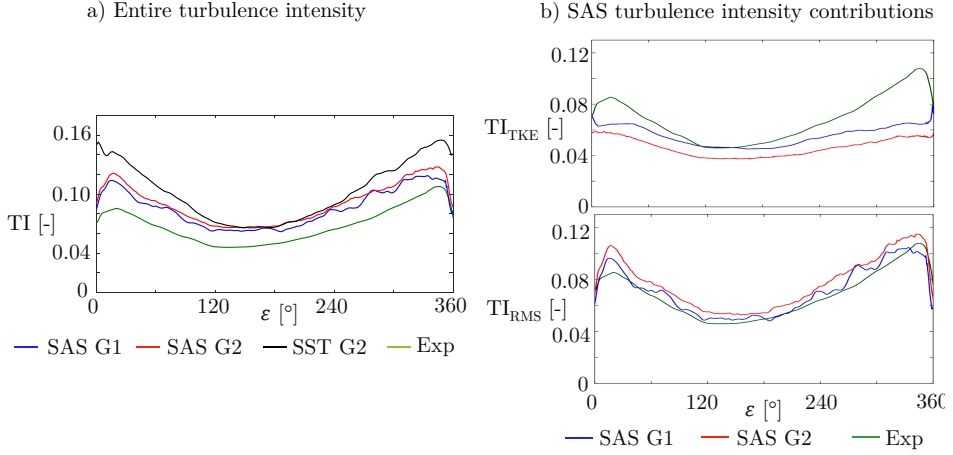 a) Entire turbulence intensity
TI [-]
0.16
0.10
0.04
0
0 120 240 360
ε [°]
SAS G1 SAS G2 SST G2 Exp
b) SAS turbulence intensity contributions
TI_TKE [-]
0.12
0.08
0.04
0
TI_RMS [-]
0.12
0.08
0.04
0
0 120 240 360
ε [°]
SAS G1 SAS G2 Exp